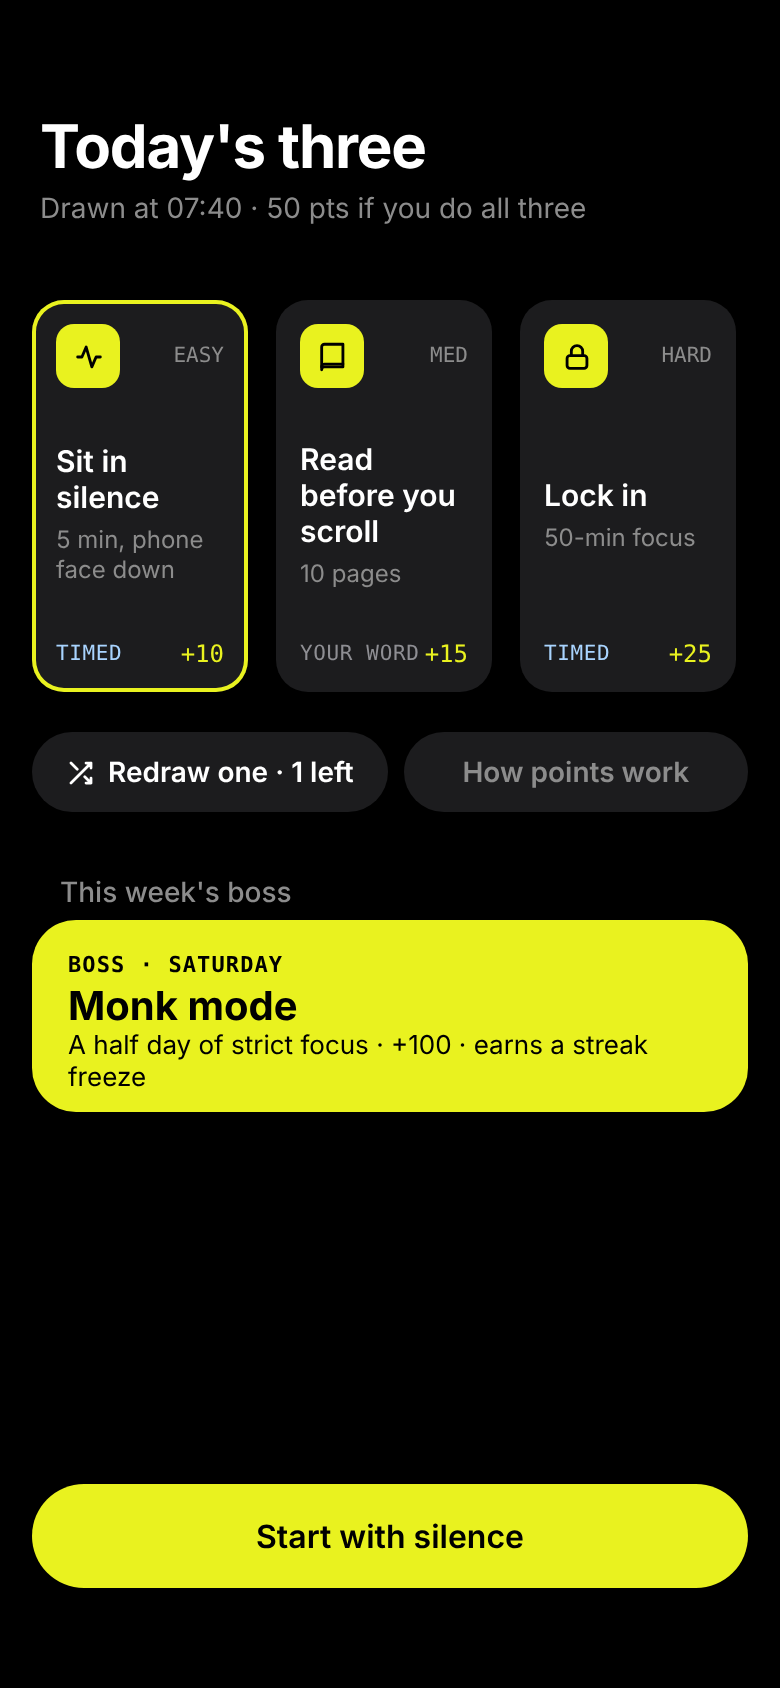 Today's three
Drawn at 07:40 · 50 pts if you do all three
EASY
Sit in
silence
5 min, phone
face down
TIMED +10
MED
Read
before you
scroll
10 pages
YOUR WORD +15
HARD
Lock in
50-min focus
TIMED +25
Redraw one · 1 left
How points work
This week's boss
BOSS · SATURDAY
Monk mode
A half day of strict focus · +100 · earns a streak
freeze
Start with silence